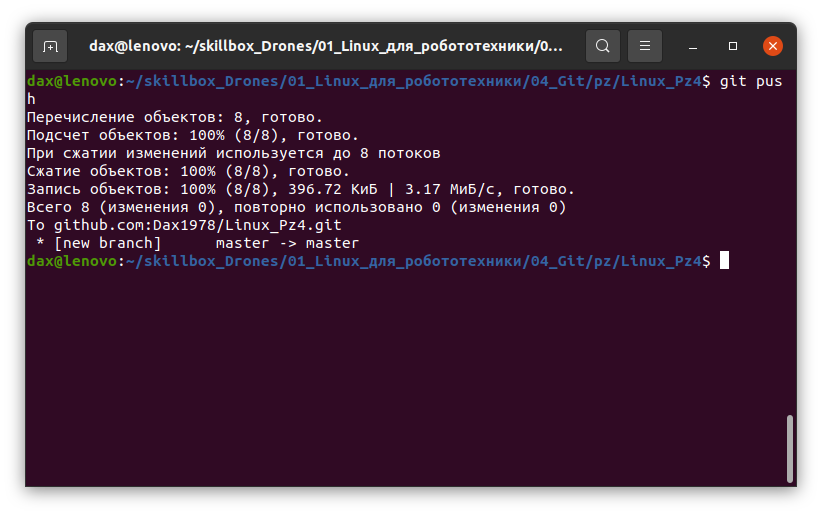 dax@lenovo: ~/skillbox_Drones/01_Linux_для_робототехники/0...
dax@lenovo:~/skillbox_Drones/01_Linux_для_робототехники/04_Git/pz/Linux_Pz4$ git pus
h
Перечисление объектов: 8, готово.
Подсчет объектов: 100% (8/8), готово.
При сжатии изменений используется до 8 потоков
Сжатие объектов: 100% (8/8), готово.
Запись объектов: 100% (8/8), 396.72 КиБ | 3.17 МиБ/с, готово.
Всего 8 (изменения 0), повторно использовано 0 (изменения 0)
To github.com:Dax1978/Linux_Pz4.git
 * [new branch]      master -> master
dax@lenovo:~/skillbox_Drones/01_Linux_для_робототехники/04_Git/pz/Linux_Pz4$